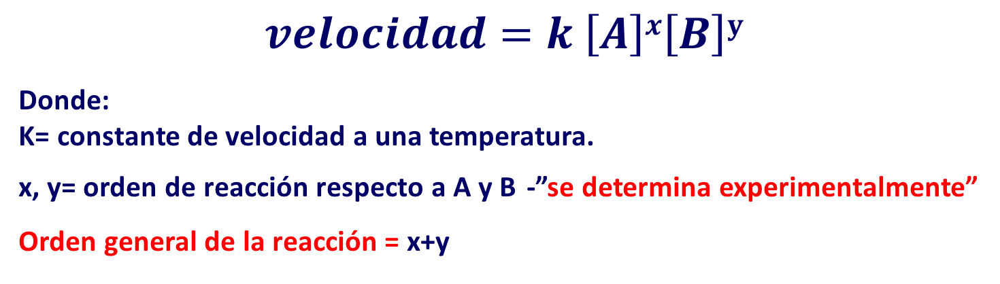 velocidad = k [A]ˣ[B]ʸ
Donde:
K= constante de velocidad a una temperatura.
x, y= orden de reacción respecto a A y B -”se determina experimentalmente”
Orden general de la reacción = x+y